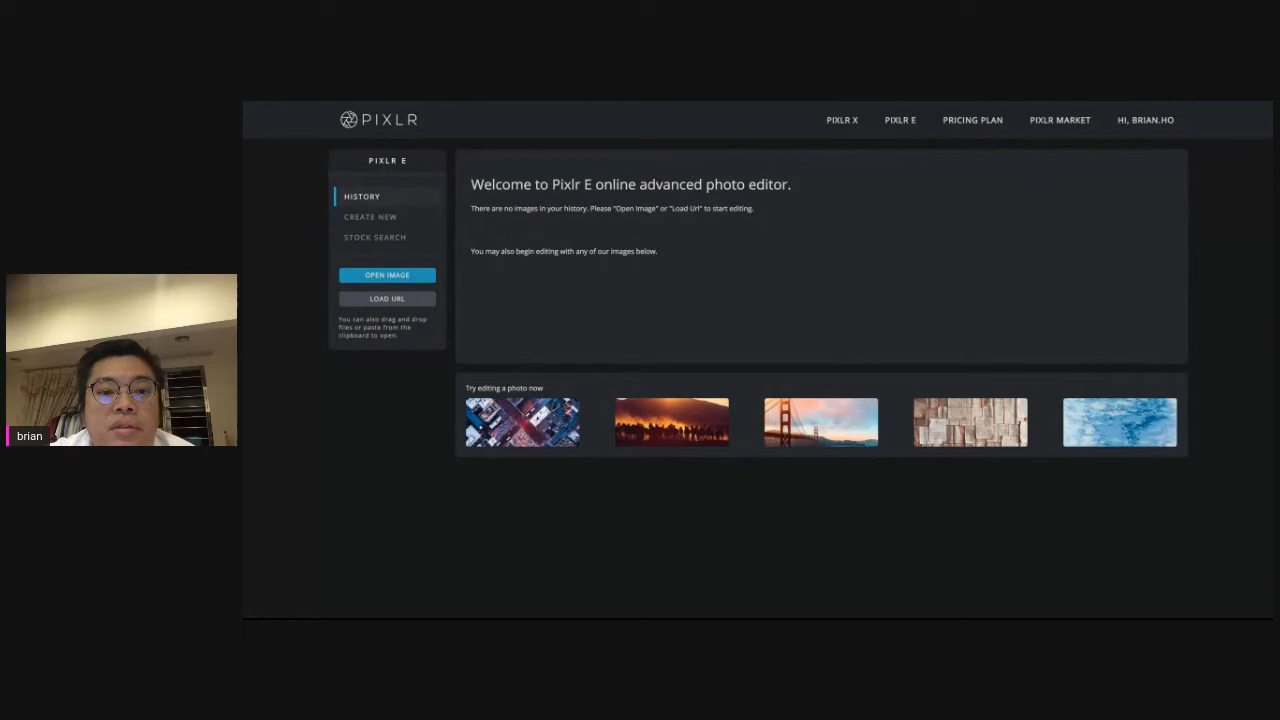 PIXLR
PIXLR X
PIXLR E
PRICING PLAN
PIXLR MARKET
HI, BRIAN.HO
PIXLR E
HISTORY
CREATE NEW
STOCK SEARCH
OPEN IMAGE
LOAD URL
You can also drag and drop
files or paste from the
clipboard to open.
Welcome to Pixlr E online advanced photo editor.
There are no images in your history. Please "Open Image" or "Load Url" to start editing.
You may also begin editing with any of our images below.
Try editing a photo now
brian